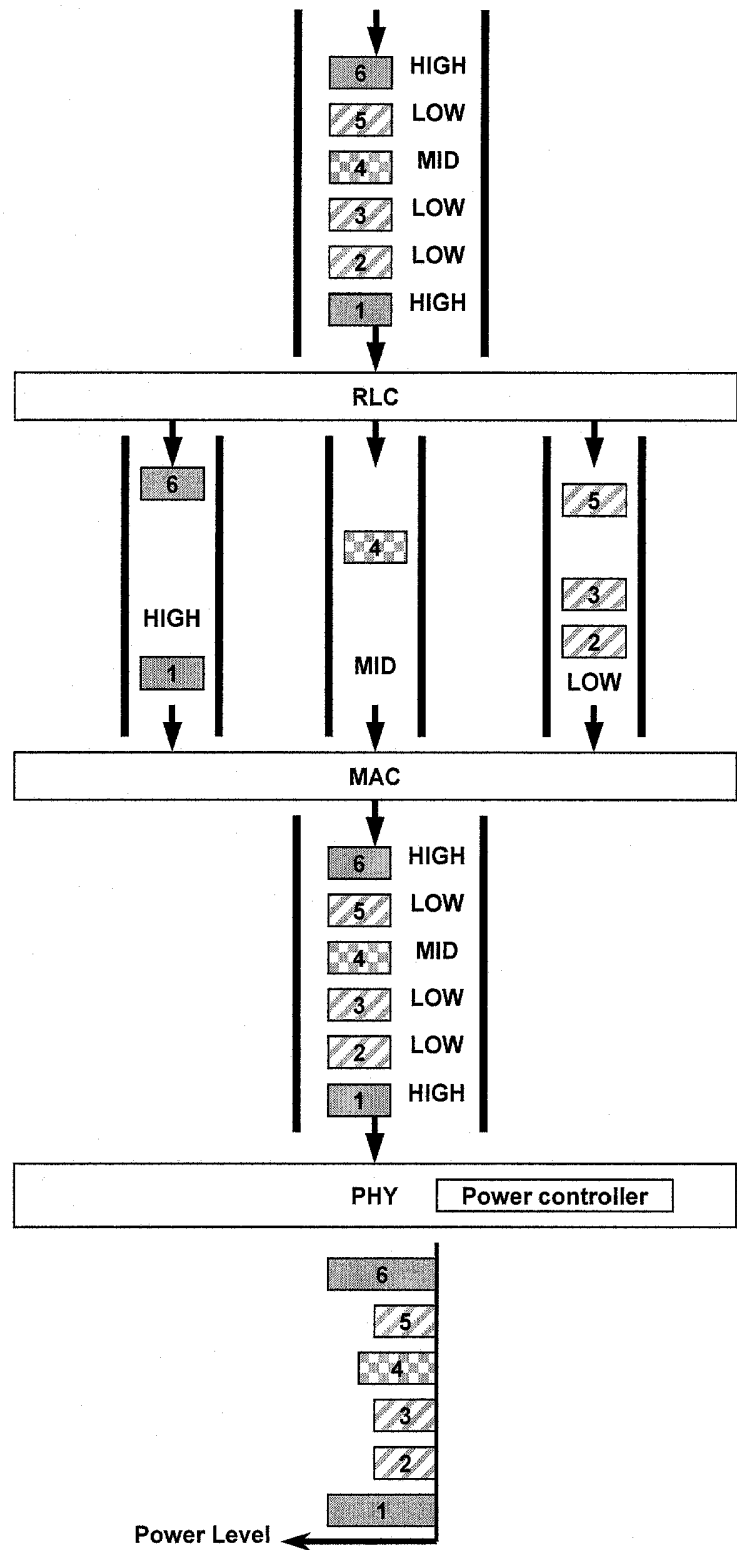 6 HIGH
5 LOW
4 MID
3 LOW
2 LOW
1 HIGH
RLC
6
5
4
3
HIGH
2
1
MID
LOW
MAC
6 HIGH
5 LOW
4 MID
3 LOW
2 LOW
1 HIGH
PHY Power controller
6
5
4
3
2
1
Power Level